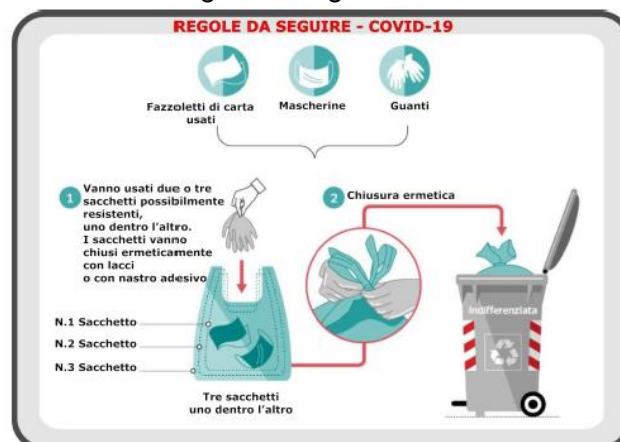 REGOLE DA SEGUIRE - COVID-19
Fazzoletti di carta
usati
Mascherine
Guanti
1
Vanno usati due o tre
sacchetti possibilmente
resistenti,
uno dentro l'altro.
I sacchetti vanno
chiusi ermeticamente
con lacci
o con nastro adesivo
2
Chiusura ermetica
N.1 Sacchetto
N.2 Sacchetto
N.3 Sacchetto
Tre sacchetti
uno dentro l'altro
Indifferenziata